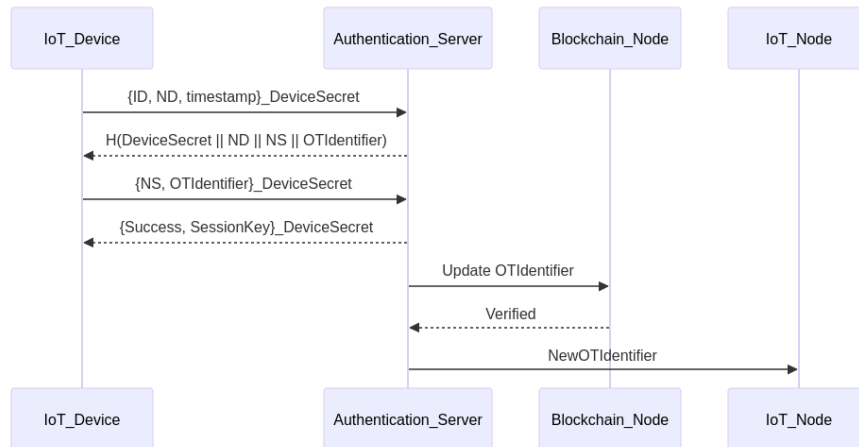 IoT_Device
Authentication_Server
Blockchain_Node
IoT_Node
{ID, ND, timestamp}_DeviceSecret
H(DeviceSecret || ND || NS || OTIdentifier)
{NS, OTIdentifier}_DeviceSecret
{Success, SessionKey}_DeviceSecret
Update OTIdentifier
Verified
NewOTIdentifier
IoT_Device
Authentication_Server
Blockchain_Node
IoT_Node